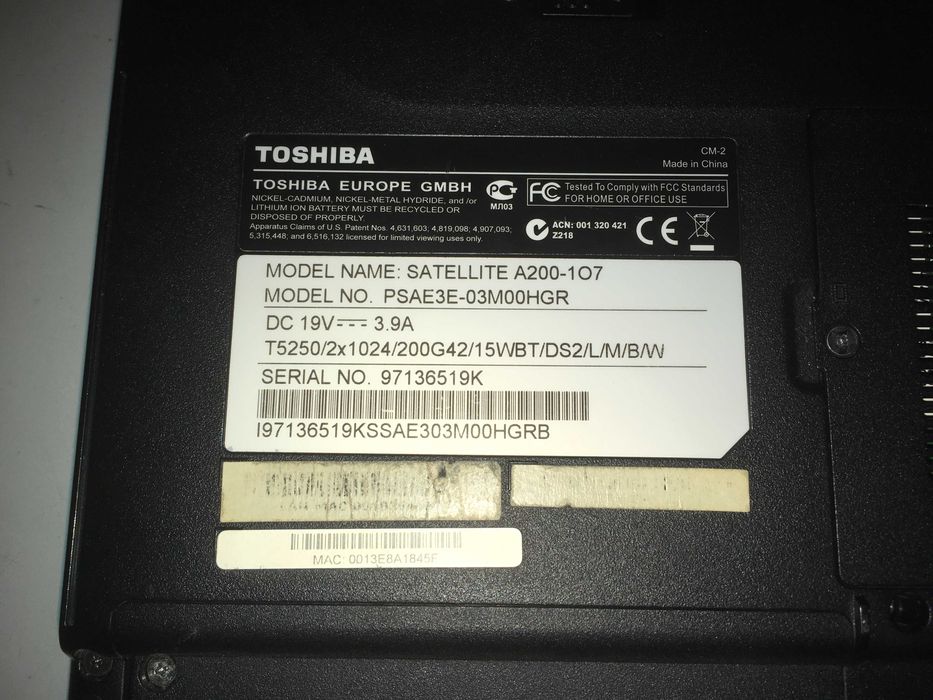 TOSHIBA
CM-2
Made in China
TOSHIBA EUROPE GMBH
NICKEL-CADMIUM, NICKEL-METAL HYDRIDE, and /or
LITHIUM ION BATTERY MUST BE RECYCLED OR
DISPOSED OF PROPERLY.
Apparatus Claims of U.S. Patent Nos. 4,631,603; 4,819,098; 4,907,093;
5,315,448; and 6,516,132 licensed for limited viewing uses only.
МЛ03
FC Tested To Comply with FCC Standards
FOR HOME OR OFFICE USE
ACN: 001 320 421
Z218
CE
MODEL NAME: SATELLITE A200-1O7
MODEL NO. PSAE3E-03M00HGR
DC 19V 3.9A
T5250/2x1024/200G42/15WBT/DS2/L/M/B/W
SERIAL NO. 97136519K
I97136519KSSAE303M00HGRB
MAC: 0013E8A1845F